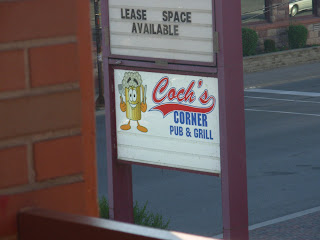 LEASE SPACE
AVAILABLE
Coch's
CORNER
PUB & GRILL